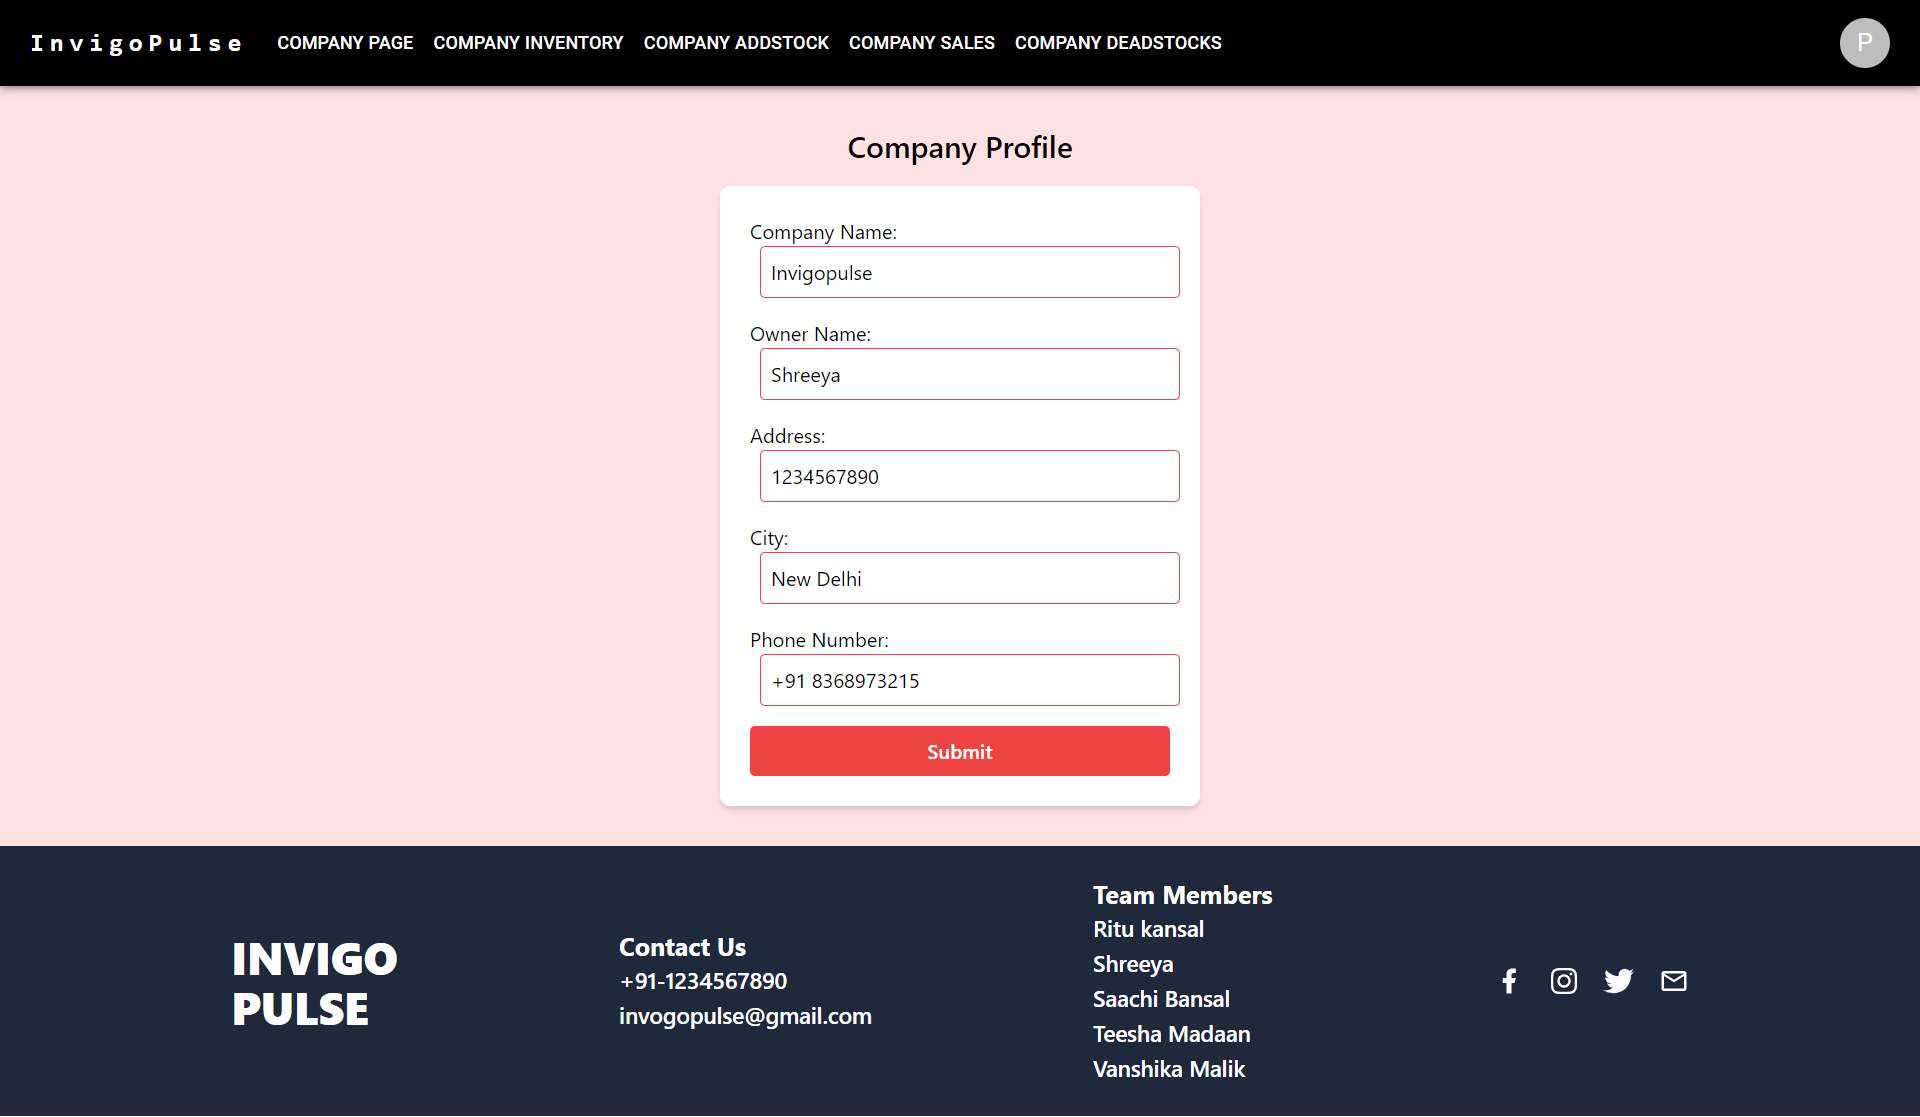 InvigoPulse COMPANY PAGE COMPANY INVENTORY COMPANY ADDSTOCK COMPANY SALES COMPANY DEADSTOCKS P
Company Profile
Company Name:
Invigopulse
Owner Name:
Shreeya
Address:
1234567890
City:
New Delhi
Phone Number:
+91 8368973215
Submit
INVIGO
PULSE
Contact Us
+91-1234567890
invogopulse@gmail.com
Team Members
Ritu kansal
Shreeya
Saachi Bansal
Teesha Madaan
Vanshika Malik